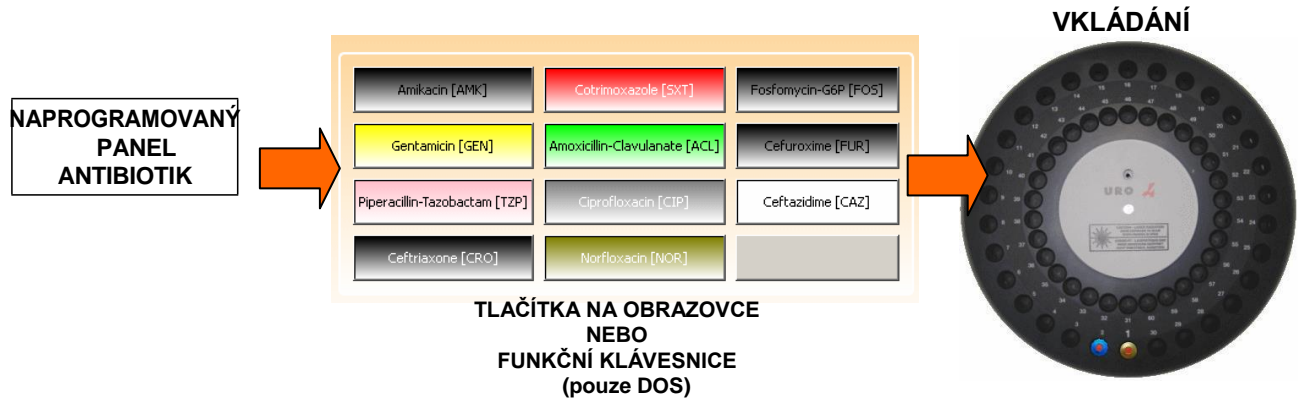 VKLÁDÁNÍ
NAPROGRAMOVANÝ
PANEL
ANTIBIOTIK
Amikacin [AMK]
Cotrimoxazole [SXT]
Fosfomycin-G6P [FOS]
Gentamicin [GEN]
Amoxicillin-Clavulanate [ACL]
Cefuroxime [FUR]
Piperacillin-Tazobactam [TZP]
Ciprofloxacin [CIP]
Ceftazidime [CAZ]
Ceftriaxone [CRO]
Norfloxacin [NOR]
TLAČÍTKA NA OBRAZOVCE
NEBO
FUNKČNÍ KLÁVESNICE
(pouze DOS)
URO